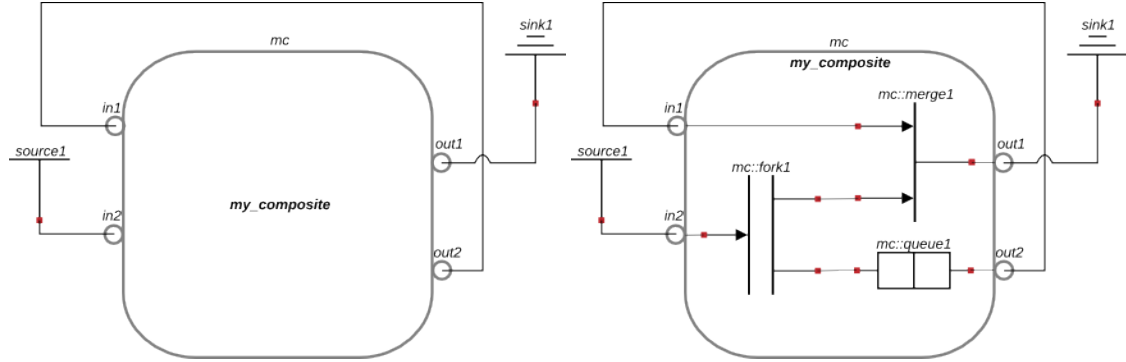 mc
sink1
in1
source1
out1
my_composite
in2
out2
mc
sink1
my_composite
mc::merge1
in1
source1
out1
mc::fork1
in2
mc::queue1
out2